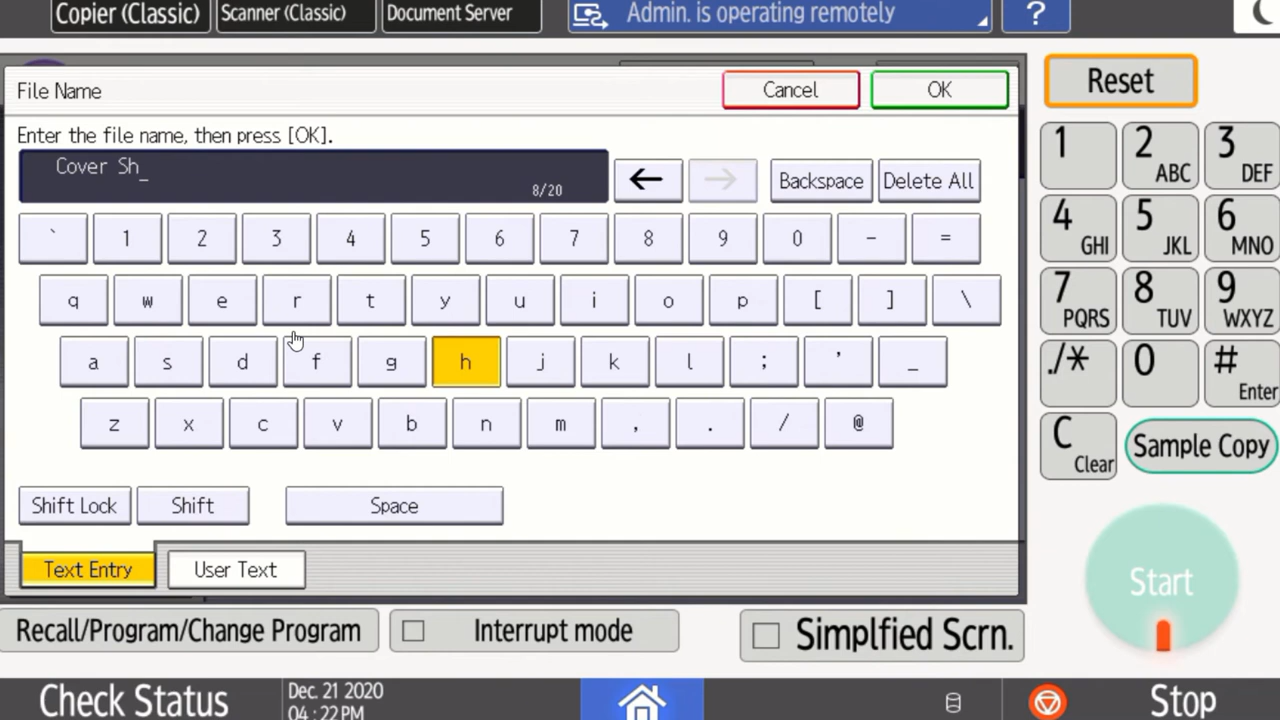 Copier (Classic) Scanner (Classic) Document Server Admin. is operating remotely ?
File Name Cancel OK
Reset
Enter the file name, then press [OK].
Cover Sh_
8/20
← → Backspace Delete All
1 2 ABC 3 DEF
` 1 2 3 4 5 6 7 8 9 0 - =
4 GHI 5 JKL 6 MNO
q w e r t y u i o p [ ] \
7 PQRS 8 TUV 9 WXYZ
a s d f g h j k l ; ' _
./* 0 # Enter
z x c v b n m , . / @
C Clear Sample Copy
Shift Lock Shift Space
Text Entry User Text
Start
Recall/Program/Change Program Interrupt mode Simplfied Scrn.
Check Status Dec. 21 2020 Stop
04:22PM